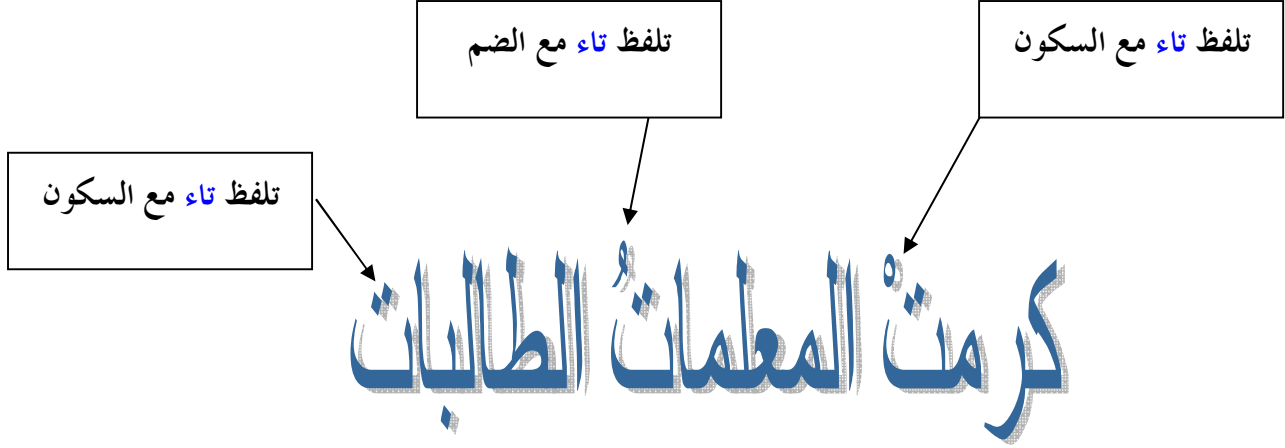 تلفظ تاء مع السكون
تلفظ تاء مع الضم
تلفظ تاء مع السكون
كرمتْ المعلماتُ الطالبات